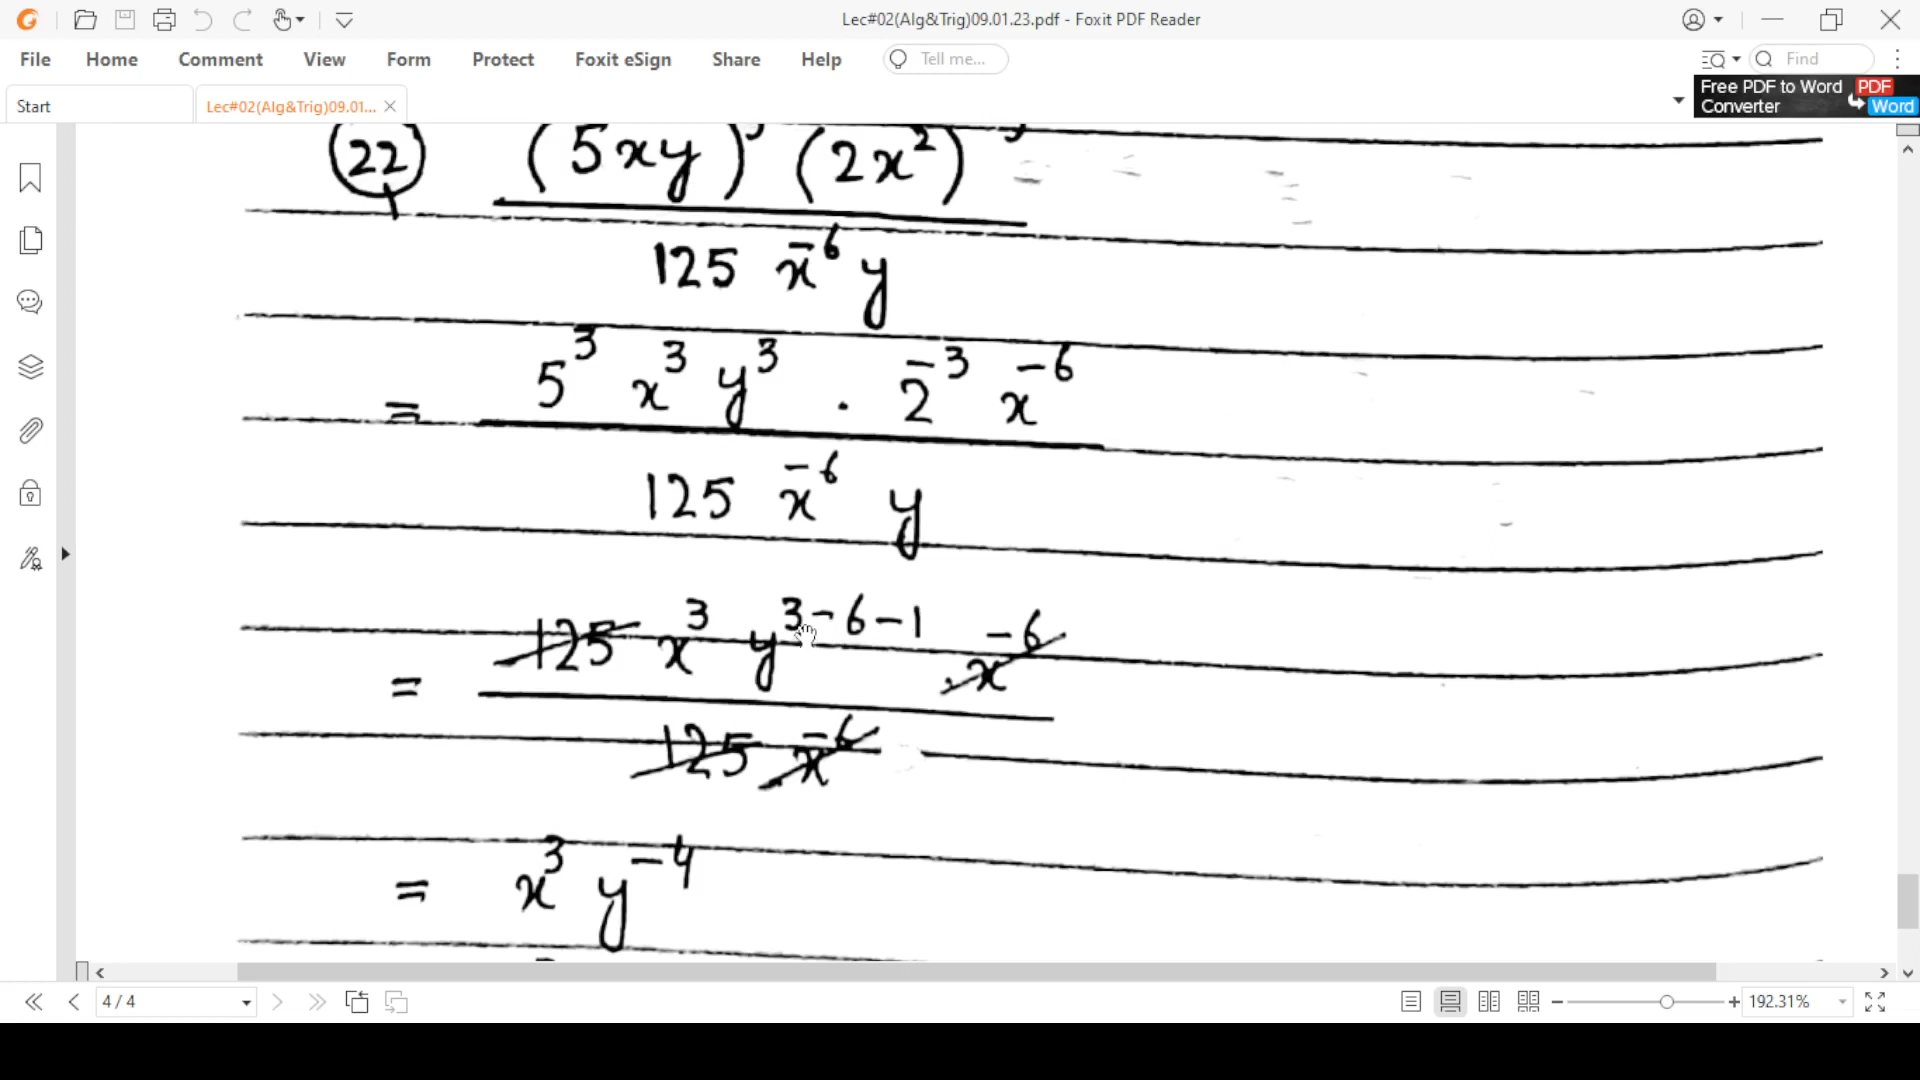 Lec#02(Alg&Trig)09.01.23.pdf - Foxit PDF Reader
File Home Comment View Form Protect Foxit eSign Share Help Tell me... Find
Start Lec#02(Alg&Trig)09.01... Free PDF to Word Converter PDF Word
22 (5xy) (2x²)
125 x⁻⁶ y
= 5³ x³ y³ . 2⁻³ x⁻⁶
125 x⁻⁶ y
= 125 x³ y³⁻⁶⁻¹ . x⁻⁶
125 x⁻⁶
= x³ y⁻⁴
4 / 4 192.31%